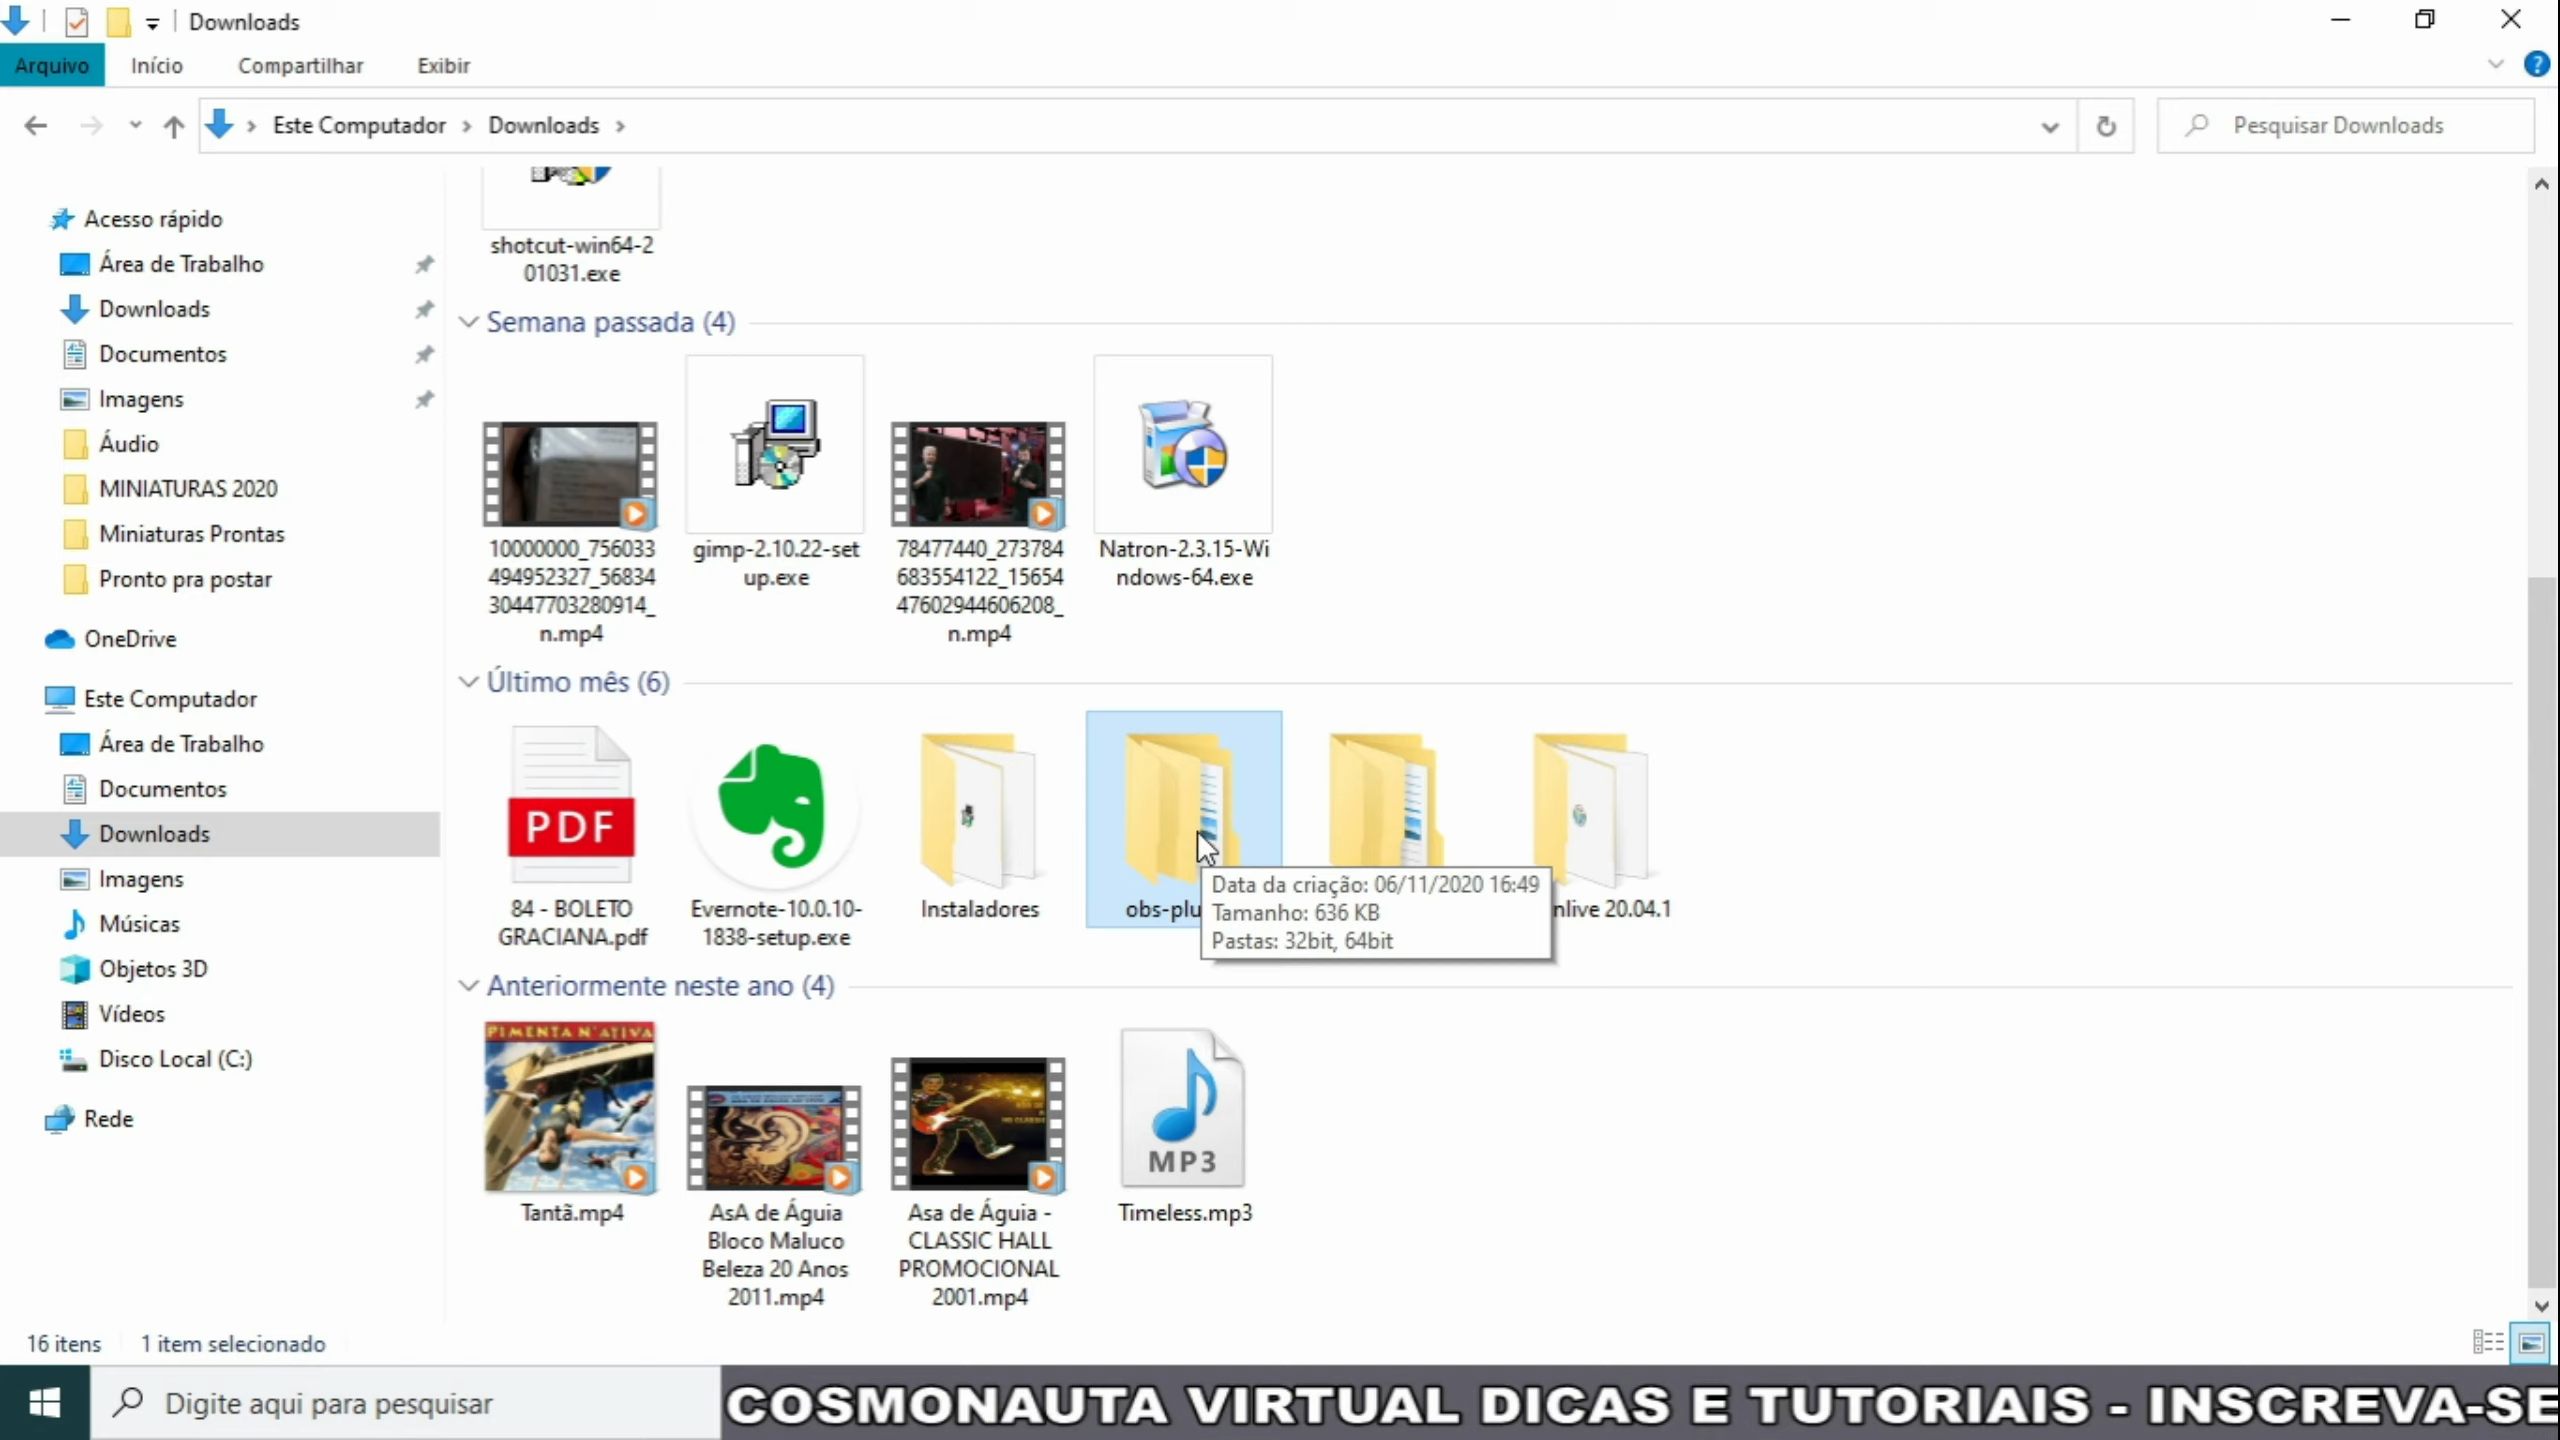 Downloads
Arquivo
Início
Compartilhar
Exibir
Este Computador
Downloads
Pesquisar Downloads
Acesso rápido
Área de Trabalho
Downloads
Documentos
Imagens
Áudio
MINIATURAS 2020
Miniaturas Prontas
Pronto pra postar
OneDrive
Este Computador
Área de Trabalho
Documentos
Downloads
Imagens
Músicas
Objetos 3D
Vídeos
Disco Local (C:)
Rede
shotcut-win64-2
01031.exe
Semana passada (4)
10000000_756033
494952327_56834
30447703280914_
n.mp4
gimp-2.10.22-set
up.exe
78477440_273784
683554122_15654
47602944606208_
n.mp4
Natron-2.3.15-Wi
ndows-64.exe
Último mês (6)
PDF
84 - BOLETO
GRACIANA.pdf
Evernote-10.0.10-
1838-setup.exe
Instaladores
obs-plu
nlive 20.04.1
Data da criação: 06/11/2020 16:49
Tamanho: 636 KB
Pastas: 32bit, 64bit
Anteriormente neste ano (4)
PIMENTA N'ATIVA
Tantã.mp4
AsA de Águia
Bloco Maluco
Beleza 20 Anos
2011.mp4
Asa de Águia -
CLASSIC HALL
PROMOCIONAL
2001.mp4
MP3
Timeless.mp3
16 itens
1 item selecionado
Digite aqui para pesquisar
COSMONAUTA VIRTUAL DICAS E TUTORIAIS - INSCREVA-SE